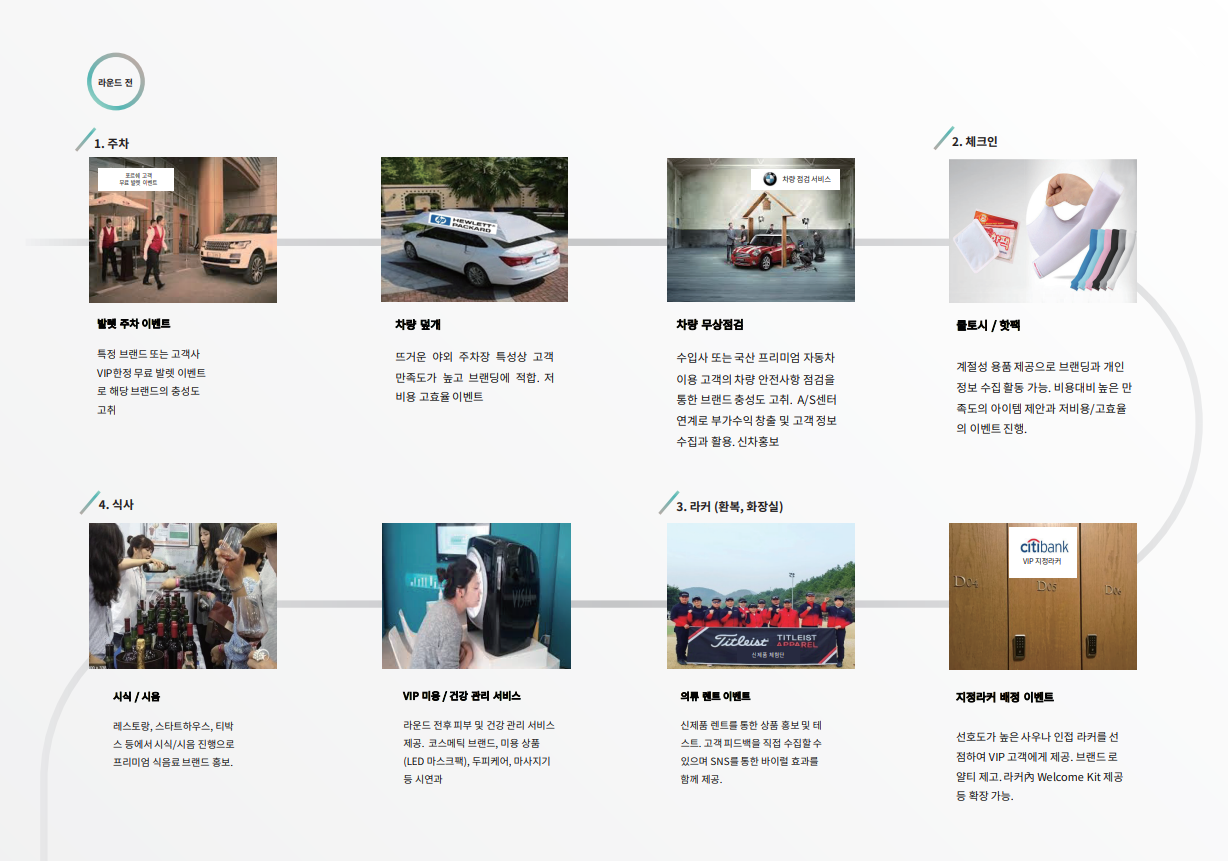 라운드 전
1. 주차
포르쉐 고객
무료 발렛 이벤트
발렛 주차 이벤트
특정 브랜드 또는 고객사
VIP한정 무료 발렛 이벤트
로 해당 브랜드의 충성도
고취
hp HEWLETT
PACKARD
차량 덮개
뜨거운 야외 주차장 특성상 고객
만족도가 높고 브랜딩에 적합. 저
비용 고효율 이벤트
차량 점검 서비스
차량 무상점검
수입사 또는 국산 프리미엄 자동차
이용 고객의 차량 안전사항 점검을
통한 브랜드 충성도 고취. A/S센터
연계로 부가수익 창출 및 고객 정보
수집과 활용. 신차홍보
2. 체크인
쿨토시 / 핫팩
계절성 용품 제공으로 브랜딩과 개인
정보 수집 활동 가능. 비용대비 높은 만
족도의 아이템 제안과 저비용/고효율
의 이벤트 진행.
4. 식사
시식 / 시음
레스토랑, 스타트하우스, 티박
스 등에서 시식/시음 진행으로
프리미엄 식음료 브랜드 홍보.
VISIA
VIP 미용 / 건강 관리 서비스
라운드 전후 피부 및 건강 관리 서비스
제공. 코스메틱 브랜드, 미용 상품
(LED 마스크팩), 두피케어, 마사지기
등 시연과
3. 라커 (환복, 화장실)
Titleist TITLEIST
APPAREL
신제품 체험단
의류 렌트 이벤트
신제품 렌트를 통한 상품 홍보 및 테
스트. 고객 피드백을 직접 수집할 수
있으며 SNS를 통한 바이럴 효과를
함께 제공.
citibank
VIP 지정라커
D04 D05 D06
지정라커 배정 이벤트
선호도가 높은 사우나 인접 라커를 선
점하여 VIP 고객에게 제공. 브랜드 로
얄티 제고. 라커內 Welcome Kit 제공
등 확장 가능.